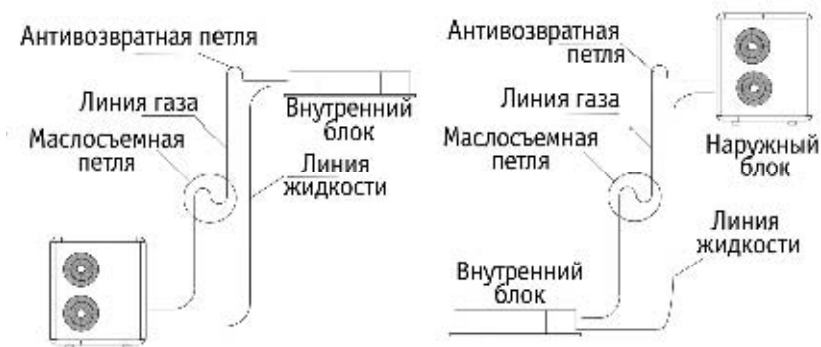 Антивозвратная петля
Линия газа
Маслосъемная
петля
Внутренний
блок
Линия
жидкости
Антивозвратная
петля
Линия газа
Маслосъемная
петля
Наружный
блок
Линия
жидкости
Внутренний
блок